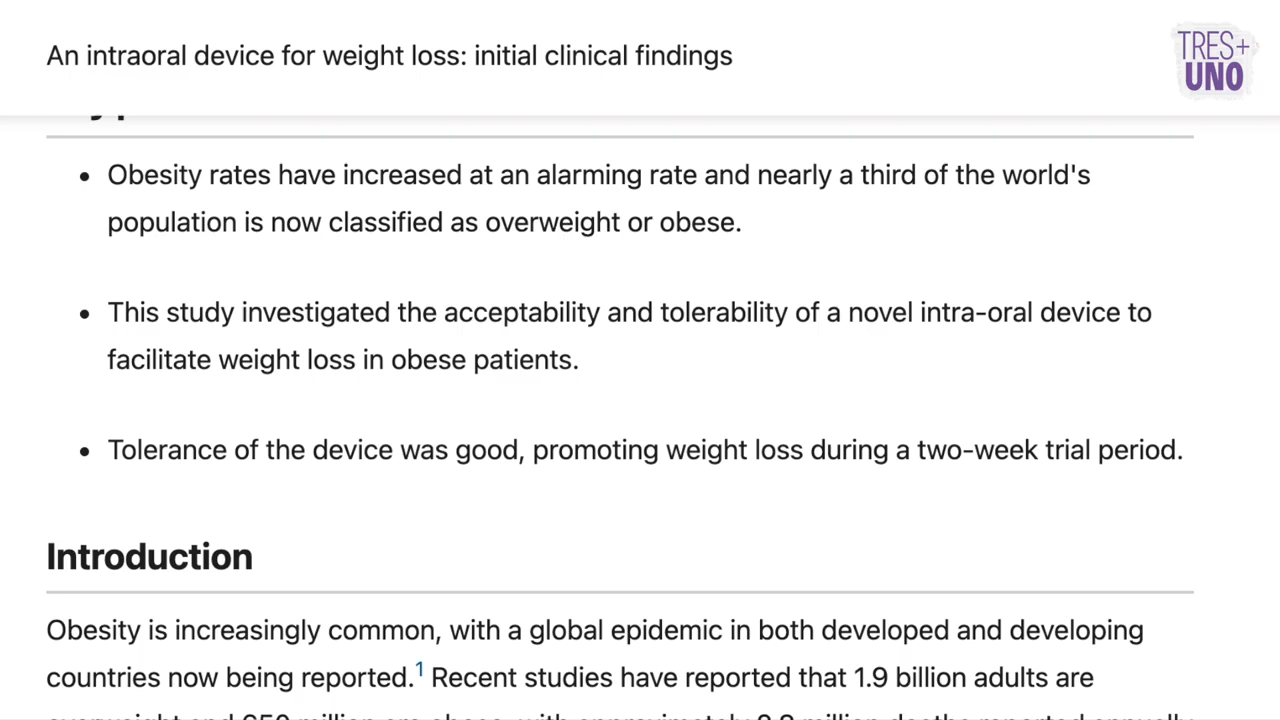 An intraoral device for weight loss: initial clinical findings
TRES+
UNO
• Obesity rates have increased at an alarming rate and nearly a third of the world's
population is now classified as overweight or obese.
• This study investigated the acceptability and tolerability of a novel intra-oral device to
facilitate weight loss in obese patients.
• Tolerance of the device was good, promoting weight loss during a two-week trial period.
Introduction
Obesity is increasingly common, with a global epidemic in both developed and developing
countries now being reported.1 Recent studies have reported that 1.9 billion adults are